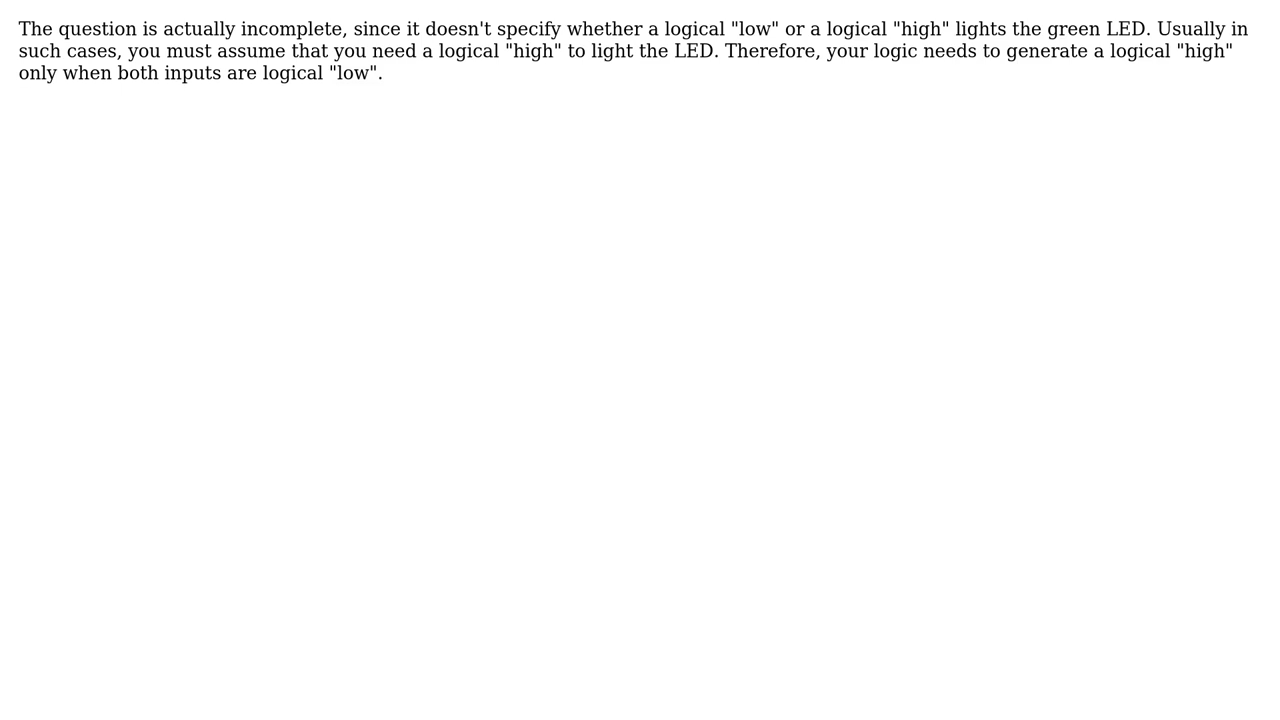 The question is actually incomplete, since it doesn't specify whether a logical "low" or a logical "high" lights the green LED. Usually in
such cases, you must assume that you need a logical "high" to light the LED. Therefore, your logic needs to generate a logical "high"
only when both inputs are logical "low".